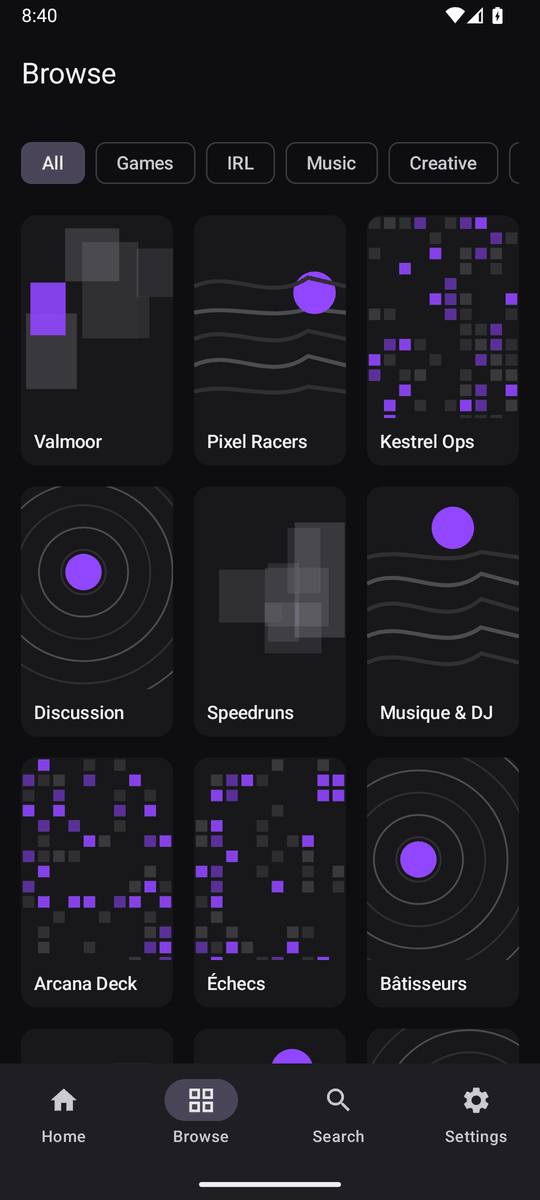 8:40
Browse
All
Games
IRL
Music
Creative
Valmoor
Pixel Racers
Kestrel Ops
Discussion
Speedruns
Musique & DJ
Arcana Deck
Échecs
Bâtisseurs
Home
Browse
Search
Settings